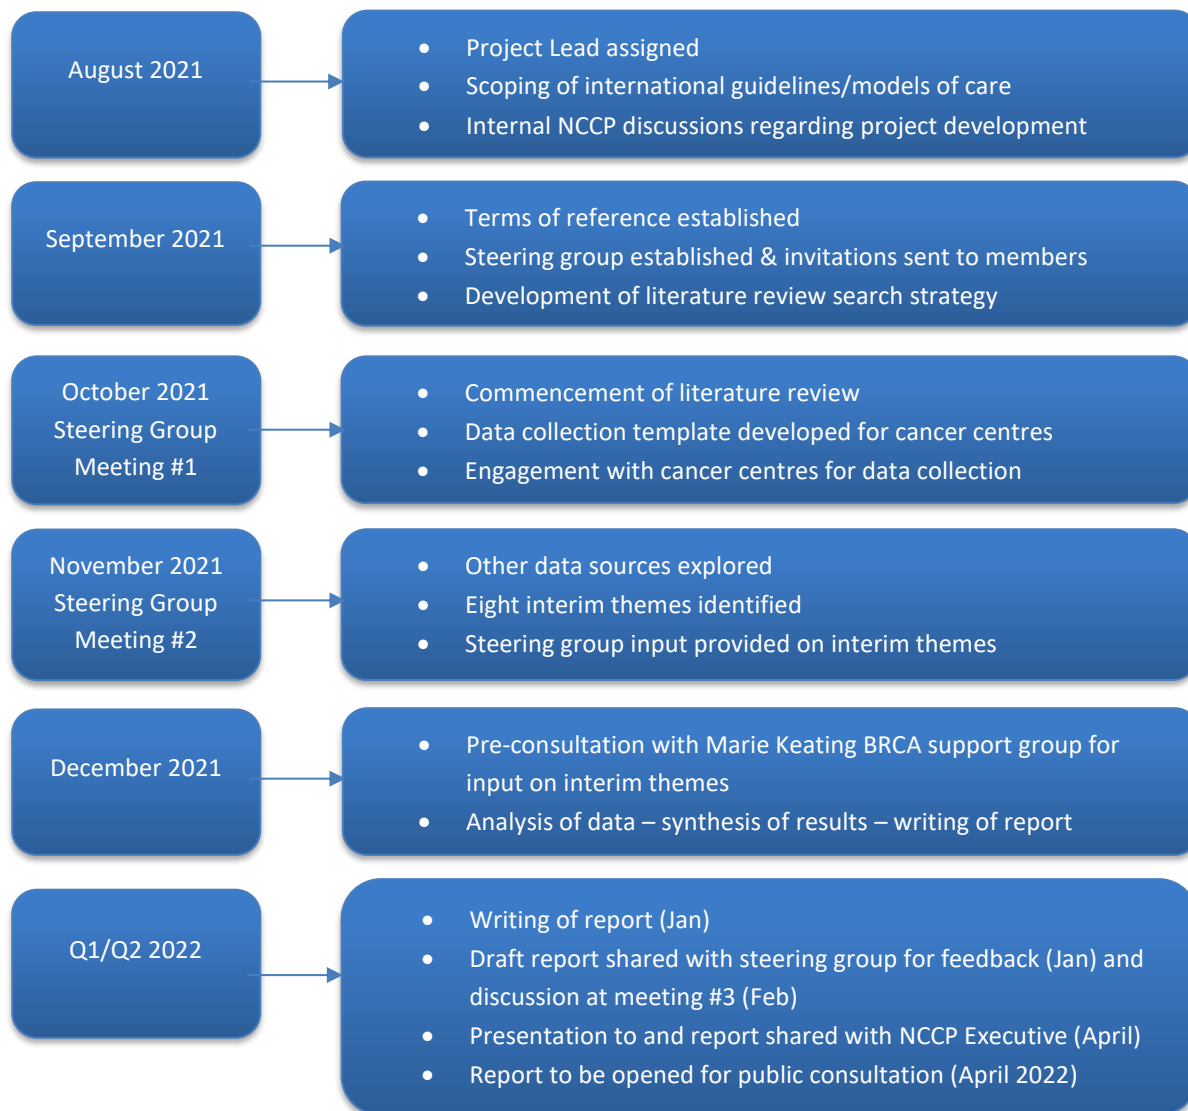 August 2021
• Project Lead assigned
• Scoping of international guidelines/models of care
• Internal NCCP discussions regarding project development
September 2021
• Terms of reference established
• Steering group established & invitations sent to members
• Development of literature review search strategy
October 2021
Steering Group
Meeting #1
• Commencement of literature review
• Data collection template developed for cancer centres
• Engagement with cancer centres for data collection
November 2021
Steering Group
Meeting #2
• Other data sources explored
• Eight interim themes identified
• Steering group input provided on interim themes
December 2021
• Pre-consultation with Marie Keating BRCA support group for
input on interim themes
• Analysis of data – synthesis of results – writing of report
Q1/Q2 2022
• Writing of report (Jan)
• Draft report shared with steering group for feedback (Jan) and
discussion at meeting #3 (Feb)
• Presentation to and report shared with NCCP Executive (April)
• Report to be opened for public consultation (April 2022)